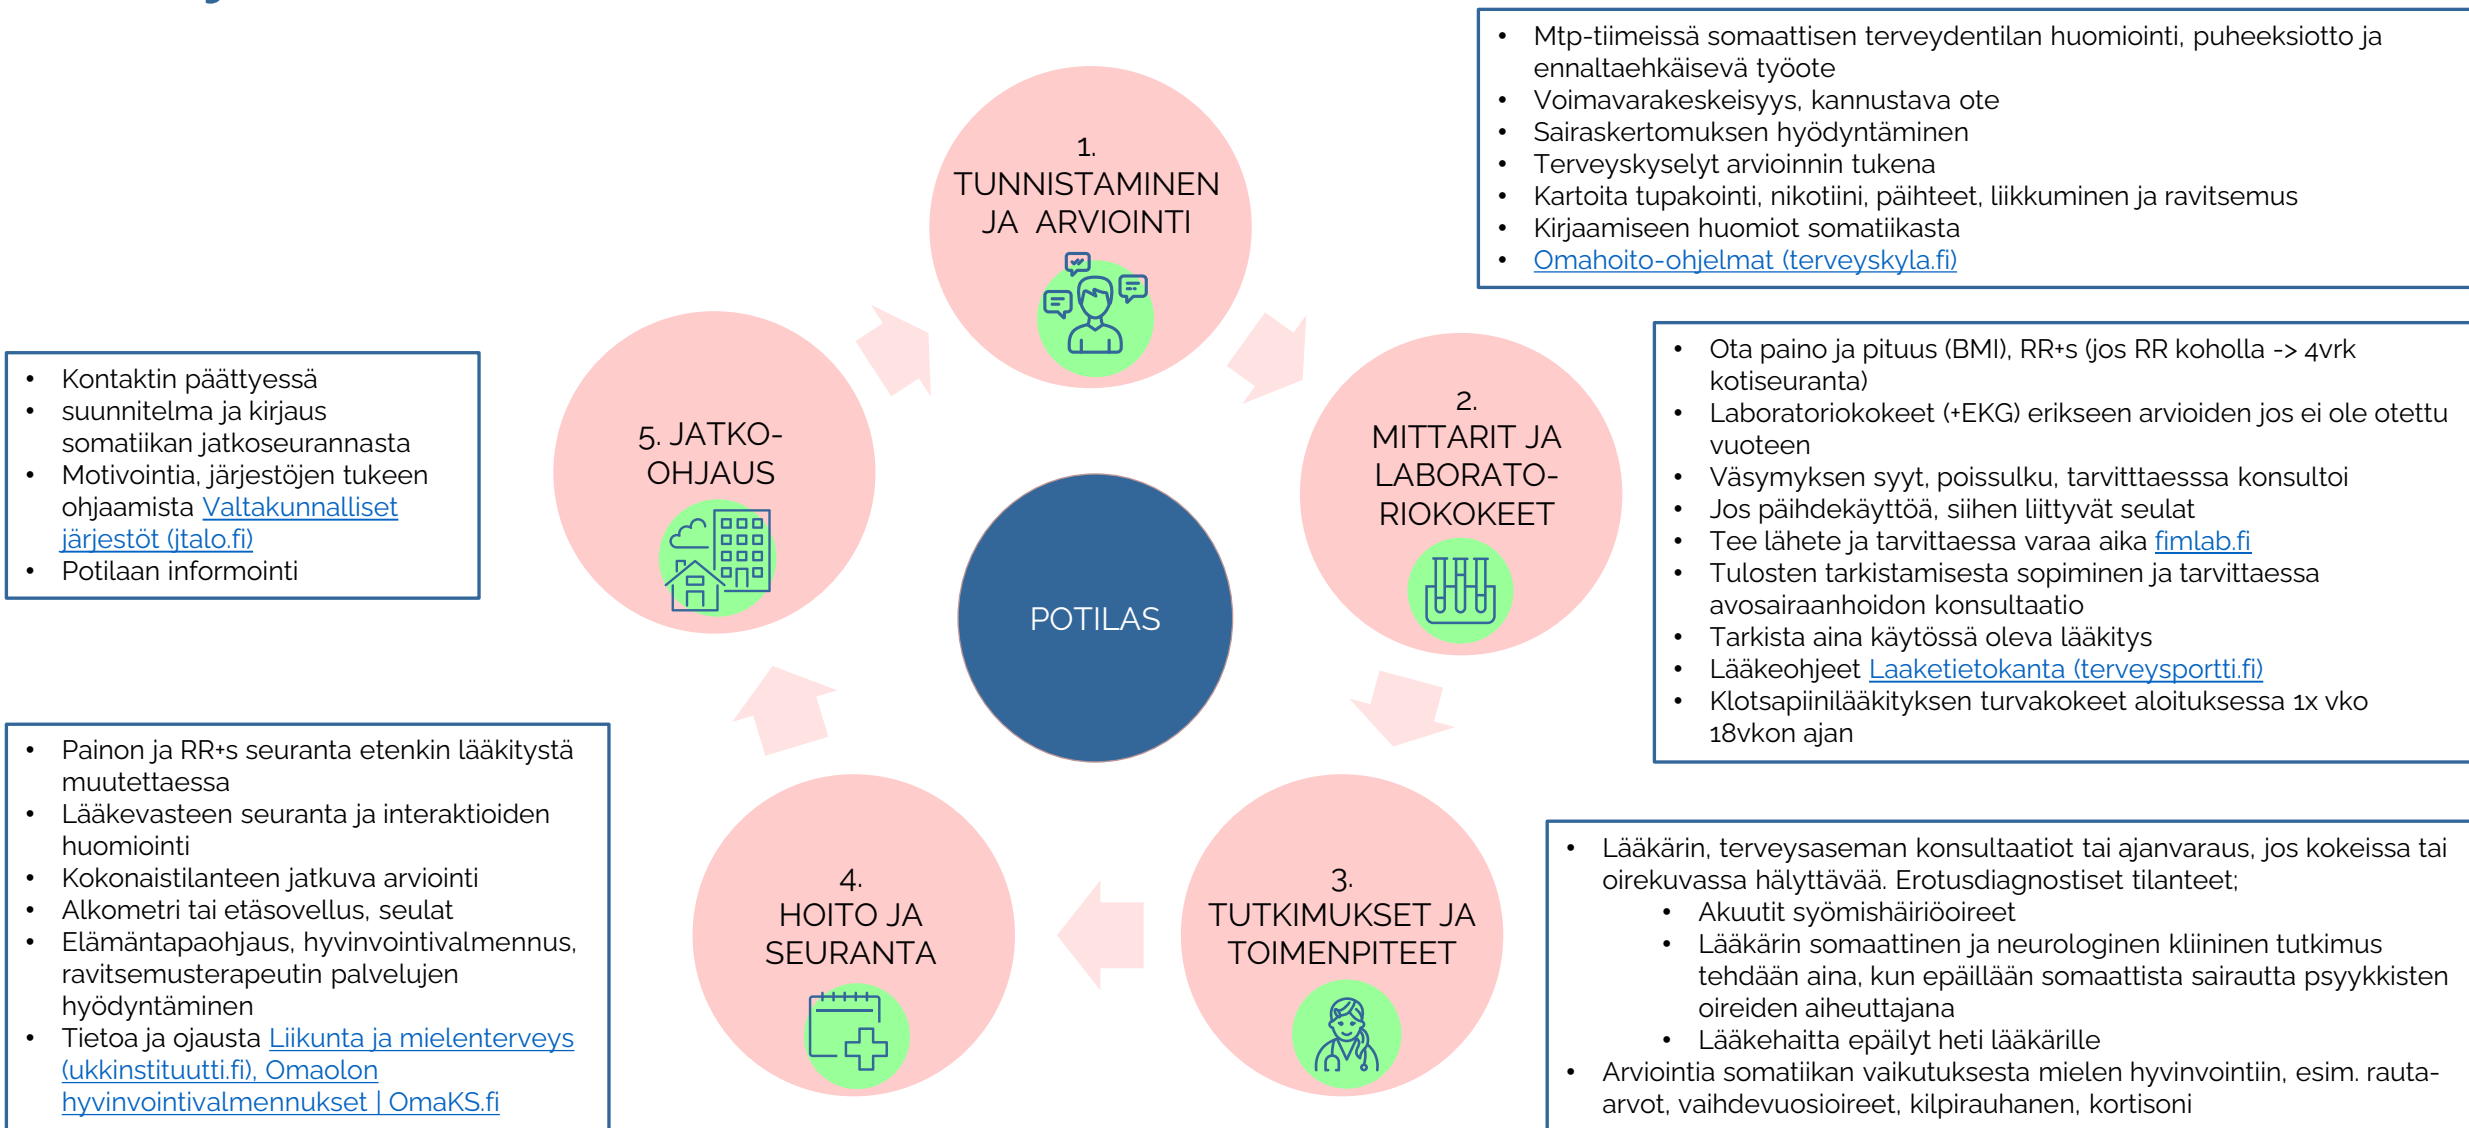 1.
TUNNISTAMINEN
JA ARVIOINTI
• Mtp-tiimeissä somaattisen terveydentilan huomiointi, puheeksiotto ja
ennaltaehkäisevä työote
• Voimavarakeskeisyys, kannustava ote
• Sairaskertomuksen hyödyntäminen
• Terveyskyselyt arvioinnin tukena
• Kartoita tupakointi, nikotiini, päihteet, liikkuminen ja ravitsemus
• Kirjaamiseen huomiot somatiikasta
• Omahoito-ohjelmat (terveyskyla.fi)
2.
MITTARIT JA
LABORATO-
RIOKOKEET
• Ota paino ja pituus (BMI), RR+s (jos RR koholla -> 4vrk
kotiseuranta)
• Laboratoriokokeet (+EKG) erikseen arvioiden jos ei ole otettu
vuoteen
• Väsymyksen syyt, poissulku, tarvitttaesssa konsultoi
• Jos päihdekäyttöä, siihen liittyvät seulat
• Tee lähete ja tarvittaessa varaa aika fimlab.fi
• Tulosten tarkistamisesta sopiminen ja tarvittaessa
avosairaanhoidon konsultaatio
• Tarkista aina käytössä oleva lääkitys
• Lääkeohjeet Laaketietokanta (terveysportti.fi)
• Klotsapiinilääkityksen turvakokeet aloituksessa 1x vko
18vkon ajan
3.
TUTKIMUKSET JA
TOIMENPITEET
• Lääkärin, terveysaseman konsultaatiot tai ajanvaraus, jos kokeissa tai
oirekuvassa hälyttävää. Erotusdiagnostiset tilanteet;
• Akuutit syömishäiriöoireet
• Lääkärin somaattinen ja neurologinen kliininen tutkimus
tehdään aina, kun epäillään somaattista sairautta psyykkisten
oireiden aiheuttajana
• Lääkehaitta epäilyt heti lääkärille
• Arviointia somatiikan vaikutuksesta mielen hyvinvointiin, esim. rauta-
arvot, vaihdevuosioireet, kilpirauhanen, kortisoni
4.
HOITO JA
SEURANTA
• Painon ja RR+s seuranta etenkin lääkitystä
muutettaessa
• Lääkevasteen seuranta ja interaktioiden
huomiointi
• Kokonaistilanteen jatkuva arviointi
• Alkometri tai etäsovellus, seulat
• Elämäntapaohjaus, hyvinvointivalmennus,
ravitsemusterapeutin palvelujen
hyödyntäminen
• Tietoa ja ojausta Liikunta ja mielenterveys
(ukkinstituutti.fi), Omaolon
hyvinvointivalmennukset | OmaKS.fi
5. JATKO-
OHJAUS
• Kontaktin päättyessä
• suunnitelma ja kirjaus
somatiikan jatkoseurannasta
• Motivointia, järjestöjen tukeen
ohjaamista Valtakunnalliset
järjestöt (jtalo.fi)
• Potilaan informointi
POTILAS